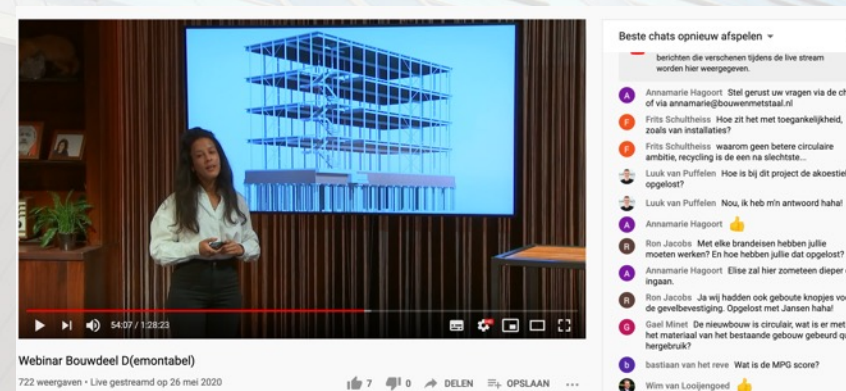 Beste chats opnieuw afspelen
berichten die verschenen tijdens de live stream
worden hier weergegeven.
A Annamarie Hagoort Stel gerust uw vragen via de
of via annamarie@bouwenmetstaal.nl
F Frits Schultheiss Hoe zit het met toegankelijkheid,
zoals van installaties?
F Frits Schultheiss waarom geen betere circulaire
ambitie, recycling is de een na slechtste...
Luuk van Puffelen Hoe is bij dit project de
opgelost?
Luuk van Puffelen Nou, ik heb m'n antwoord haha!
A Annamarie Hagoort 👍
R Ron Jacobs Met elke brandeisen hebben jullie
moeten werken? En hoe hebben jullie dat opgelost?
A Annamarie Hagoort Elise zal hier zometeen dieper
ingaan.
R Ron Jacobs Ja wij hadden ook geboute knopjes
de gevelbevestiging. Opgelost met Jansen haha!
G Gael Minet De nieuwbouw is circulair, wat is er met
het materiaal van het bestaande gebouw gebeurd
hergebruik?
b bastiaan van het reve Wat is de MPG score?
Wim van Looijengoed 👍
54:07 / 1:28:23
Webinar Bouwdeel D(emontabel)
722 weergaven • Live gestreamd op 26 mei 2020
7 0 DELEN OPSLAAN ...